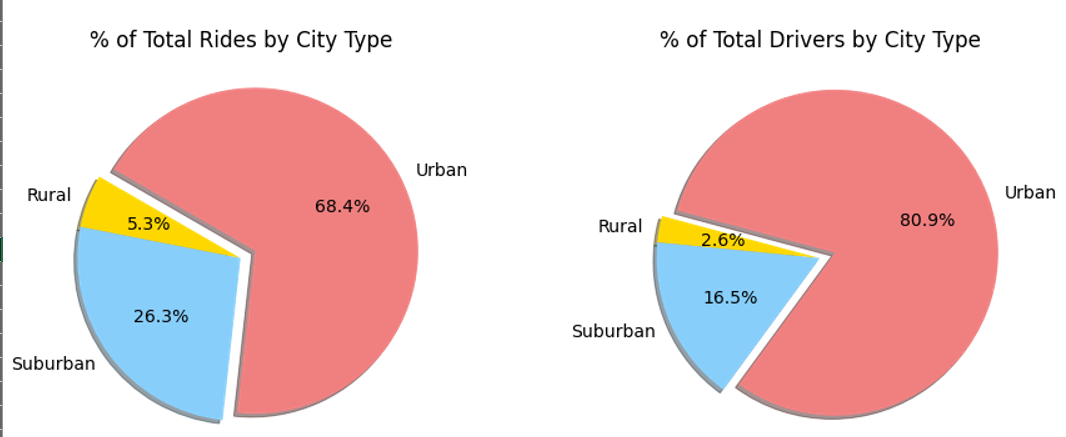 % of Total Rides by City Type
Urban
68.4%
Rural
5.3%
26.3%
Suburban
% of Total Drivers by City Type
Urban
80.9%
Rural
2.6%
16.5%
Suburban